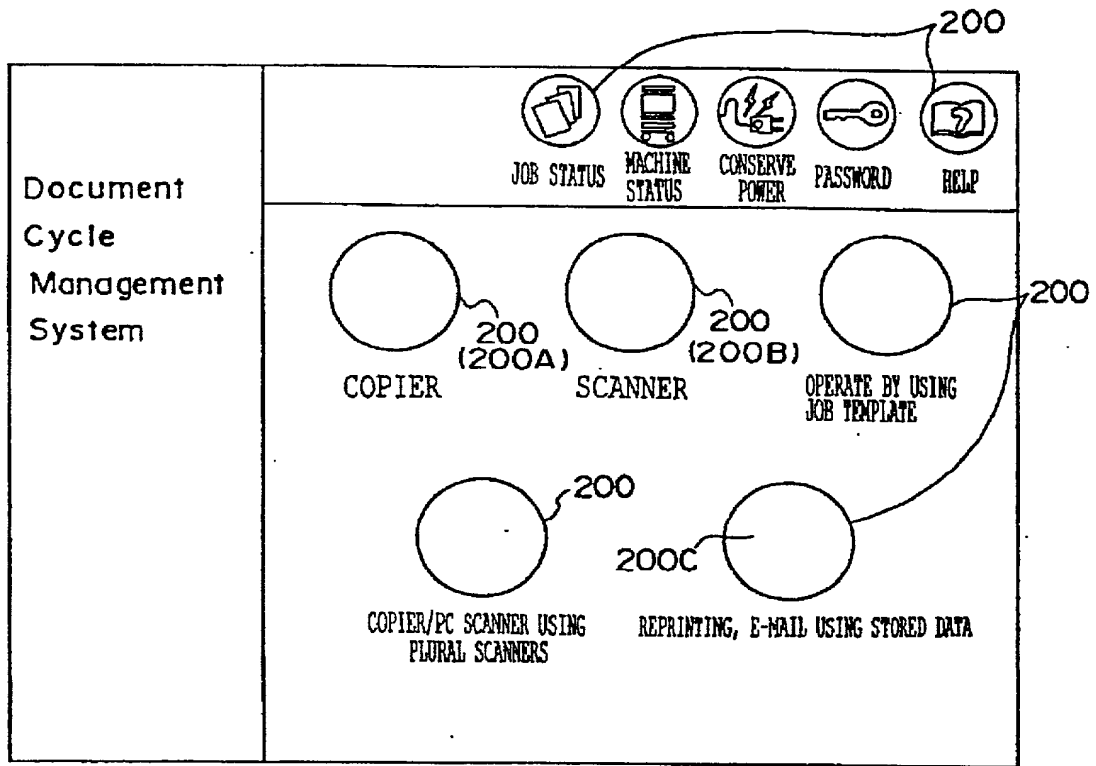 200
JOB STATUS
MACHINE
STATUS
CONSERVE
POWER
PASSWORD
HELP
Document
Cycle
Management
System
200
(200A)
COPIER
200
(200B)
SCANNER
200
OPERATE BY USING
JOB TEMPLATE
200
COPIER/PC SCANNER USING
PLURAL SCANNERS
200C
REPRINTING, E-MAIL USING STORED DATA